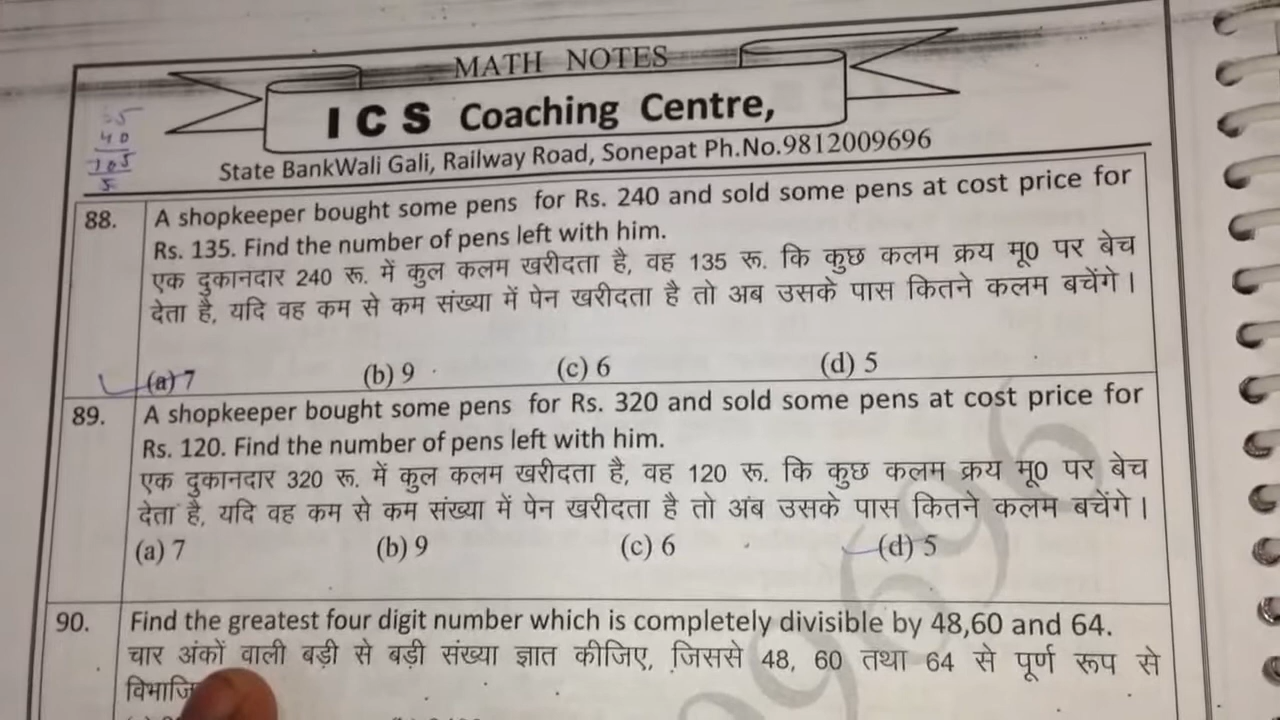 MATH NOTES
ICS Coaching Centre,
State BankWali Gali, Railway Road, Sonepat Ph.No.9812009696
40
105
5
88. A shopkeeper bought some pens for Rs. 240 and sold some pens at cost price for
Rs. 135. Find the number of pens left with him.
एक दुकानदार 240 रू. में कुल कलम खरीदता है, वह 135 रू. कि कुछ कलम क्रय मू0 पर बेच
देता है, यदि वह कम से कम संख्या में पेन खरीदता है तो अब उसके पास कितने कलम बचेंगे।
(a) 7 (b) 9 (c) 6 (d) 5
89. A shopkeeper bought some pens for Rs. 320 and sold some pens at cost price for
Rs. 120. Find the number of pens left with him.
एक दुकानदार 320 रू. में कुल कलम खरीदता है, वह 120 रू. कि कुछ कलम क्रय मू0 पर बेच
देता है, यदि वह कम से कम संख्या में पेन खरीदता है तो अंब उसके पास कितने कलम बचेंगे।
(a) 7 (b) 9 (c) 6 (d) 5
90. Find the greatest four digit number which is completely divisible by 48,60 and 64.
चार अंकों वाली बड़ी से बड़ी संख्या ज्ञात कीजिए, जिससे 48, 60 तथा 64 से पूर्ण रूप से
09696